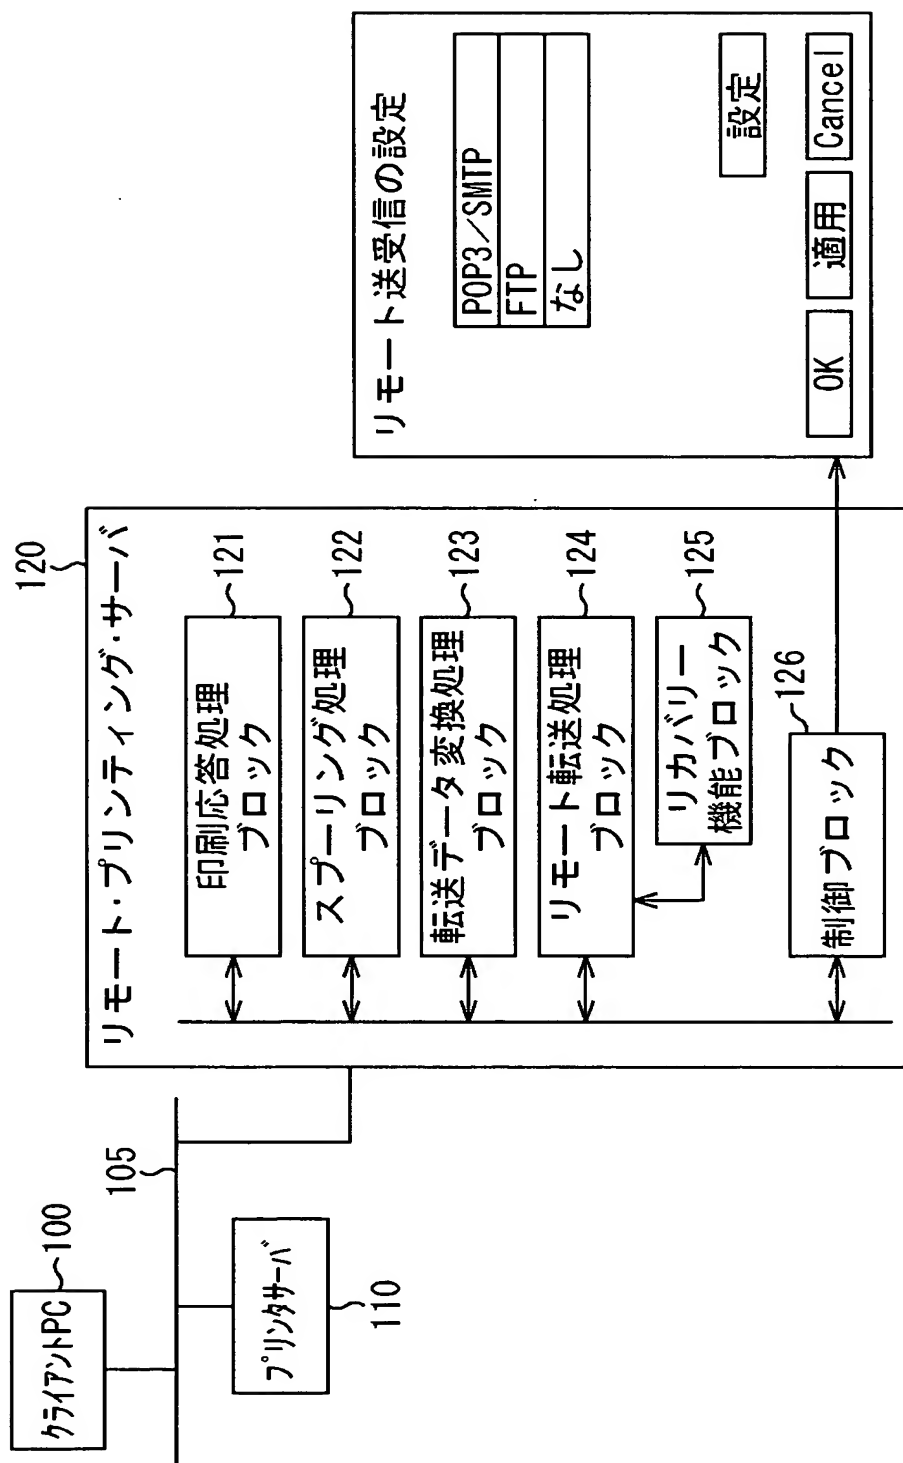 クライアントPC
100
105
プリンタサーバ
110
120
リモート・プリンティング・サーバ
印刷応答処理
ブロック
121
スプーリング処理
ブロック
122
転送データ変換処理
ブロック
123
リモート転送処理
ブロック
124
リカバリー
機能ブロック
125
制御ブロック
126
リモート送受信の設定
POP3／SMTP
FTP
なし
設定
OK
適用
Cancel